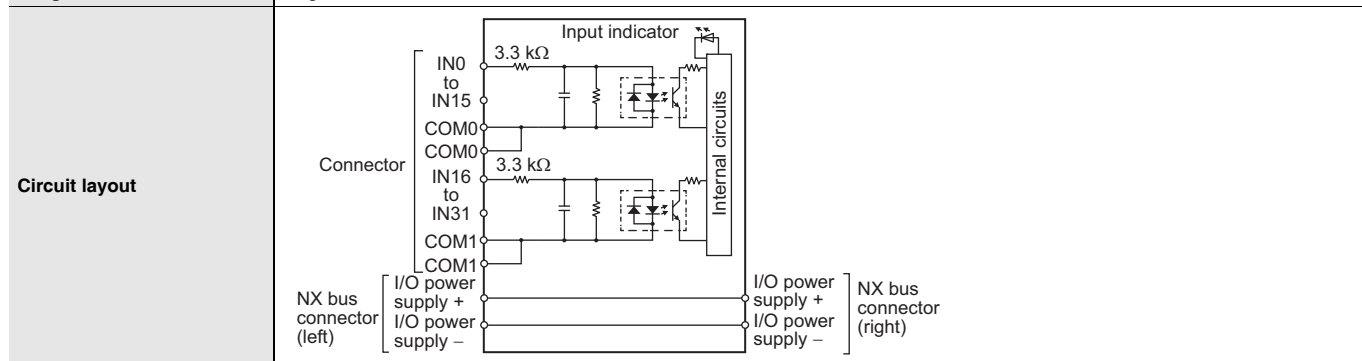 Circuit layout
Input indicator
Connector
IN0
to
IN15
COM0
COM0
3.3 kΩ
IN16
to
IN31
COM1
COM1
3.3 kΩ
Internal circuits
NX bus
connector
(left)
I/O power
supply +
I/O power
supply −
I/O power
supply +
I/O power
supply −
NX bus
connector
(right)